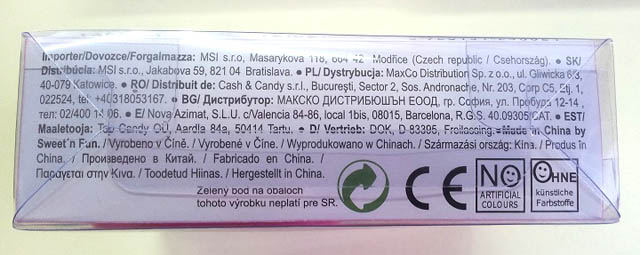 Importer/Dovozce/Forgalmazza: MSI s.r.o, Masarykova 118, 664 42 Modřice (Czech republic / Csehország). ● SK/
Distribúcia: MSI s.r.o, Jakabova 59, 821 04 Bratislava. ● PL/ Dystrybucja: MaxCo Distribution Sp. z o.o., ul. Gliwicka 6/3,
40-079 Katowice. ● RO/ Distribuit de: Cash & Candy s.r.l., Bucureşti, Sector 2, Sos. Andronache, Nr. 203, Corp C5, Etj. 1,
022524, tel. +40318053167. ● BG/ Дистрибутор: МАКСКО ДИСТРИБЮШЪН ЕООД, гр. София, ул. Пробуда 12-14 ,
тел: 02/400 13 06. ● E/ Nova Azimat, S.L.U. c/Valencia 84-86, local 1bis, 08015, Barcelona, R.G.S. 40.09305/CAT. ● EST/
Maaletooja: Top Candy OÜ, Aardla 84a, 50414 Tartu. ● D/ Vertrieb: DOK, D 83395, Freilassing. ● Made in China by
Sweet´n Fun. / Vyrobeno v Číně. / Vyrobené v Číne. / Wyprodukowano w Chinach. / Származási ország: Kína. / Produs în
China. / Произведено в Китай. / Fabricado en China. /
Παράγεται στην Κινα. / Toodetud Hiinas. / Hergestellt in China.
Zelený bod na obaloch
tohoto výrobku neplatí pre SR.
CE
NO
ARTIFICIAL
COLOURS
OHNE
künstliche
Farbstoffe